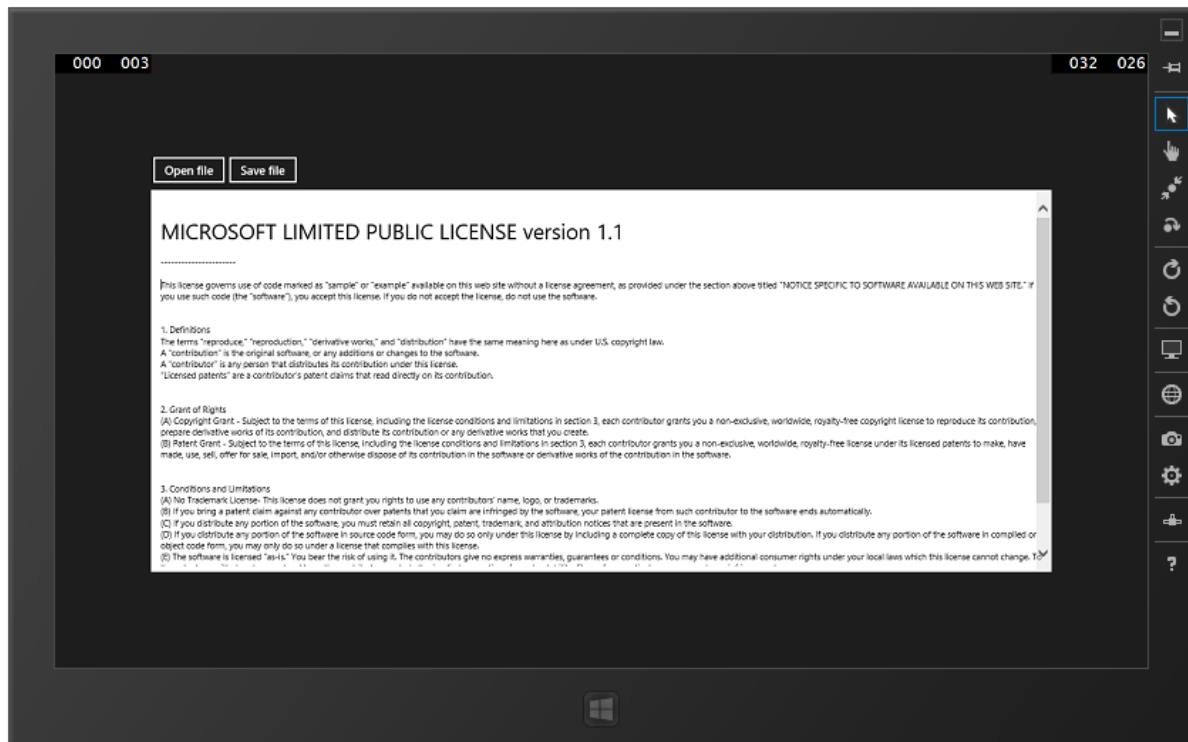 000 003 032 026
Open file Save file
MICROSOFT LIMITED PUBLIC LICENSE version 1.1
----------------------
This license governs use of code marked as "sample" or "example" available on this web site without a license agreement, as provided under the section above titled "NOTICE SPECIFIC TO SOFTWARE AVAILABLE ON THIS WEB SITE." If
you use such code (the "software"), you accept this license. If you do not accept the license, do not use the software.
1. Definitions
The terms "reproduce," "reproduction," "derivative works," and "distribution" have the same meaning here as under U.S. copyright law.
A "contribution" is the original software, or any additions or changes to the software.
A "contributor" is any person that distributes its contribution under this license.
"Licensed patents" are a contributor's patent claims that read directly on its contribution.
2. Grant of Rights
(A) Copyright Grant - Subject to the terms of this license, including the license conditions and limitations in section 3, each contributor grants you a non-exclusive, worldwide, royalty-free copyright license to reproduce its contribution,
prepare derivative works of its contribution, and distribute its contribution or any derivative works that you create.
(B) Patent Grant - Subject to the terms of this license, including the license conditions and limitations in section 3, each contributor grants you a non-exclusive, worldwide, royalty-free license under its licensed patents to make, have
made, use, sell, offer for sale, import, and/or otherwise dispose of its contribution in the software or derivative works of the contribution in the software.
3. Conditions and Limitations
(A) No Trademark License- This license does not grant you rights to use any contributors' name, logo, or trademarks.
(B) If you bring a patent claim against any contributor over patents that you claim are infringed by the software, your patent license from such contributor to the software ends automatically.
(C) If you distribute any portion of the software, you must retain all copyright, patent, trademark, and attribution notices that are present in the software.
(D) If you distribute any portion of the software in source code form, you may do so only under this license by including a complete copy of this license with your distribution. If you distribute any portion of the software in compiled or
object code form, you may only do so under a license that complies with this license.
(E) The software is licensed "as-is." You bear the risk of using it. The contributors give no express warranties, guarantees or conditions. You may have additional consumer rights under your local laws which this license cannot change. To